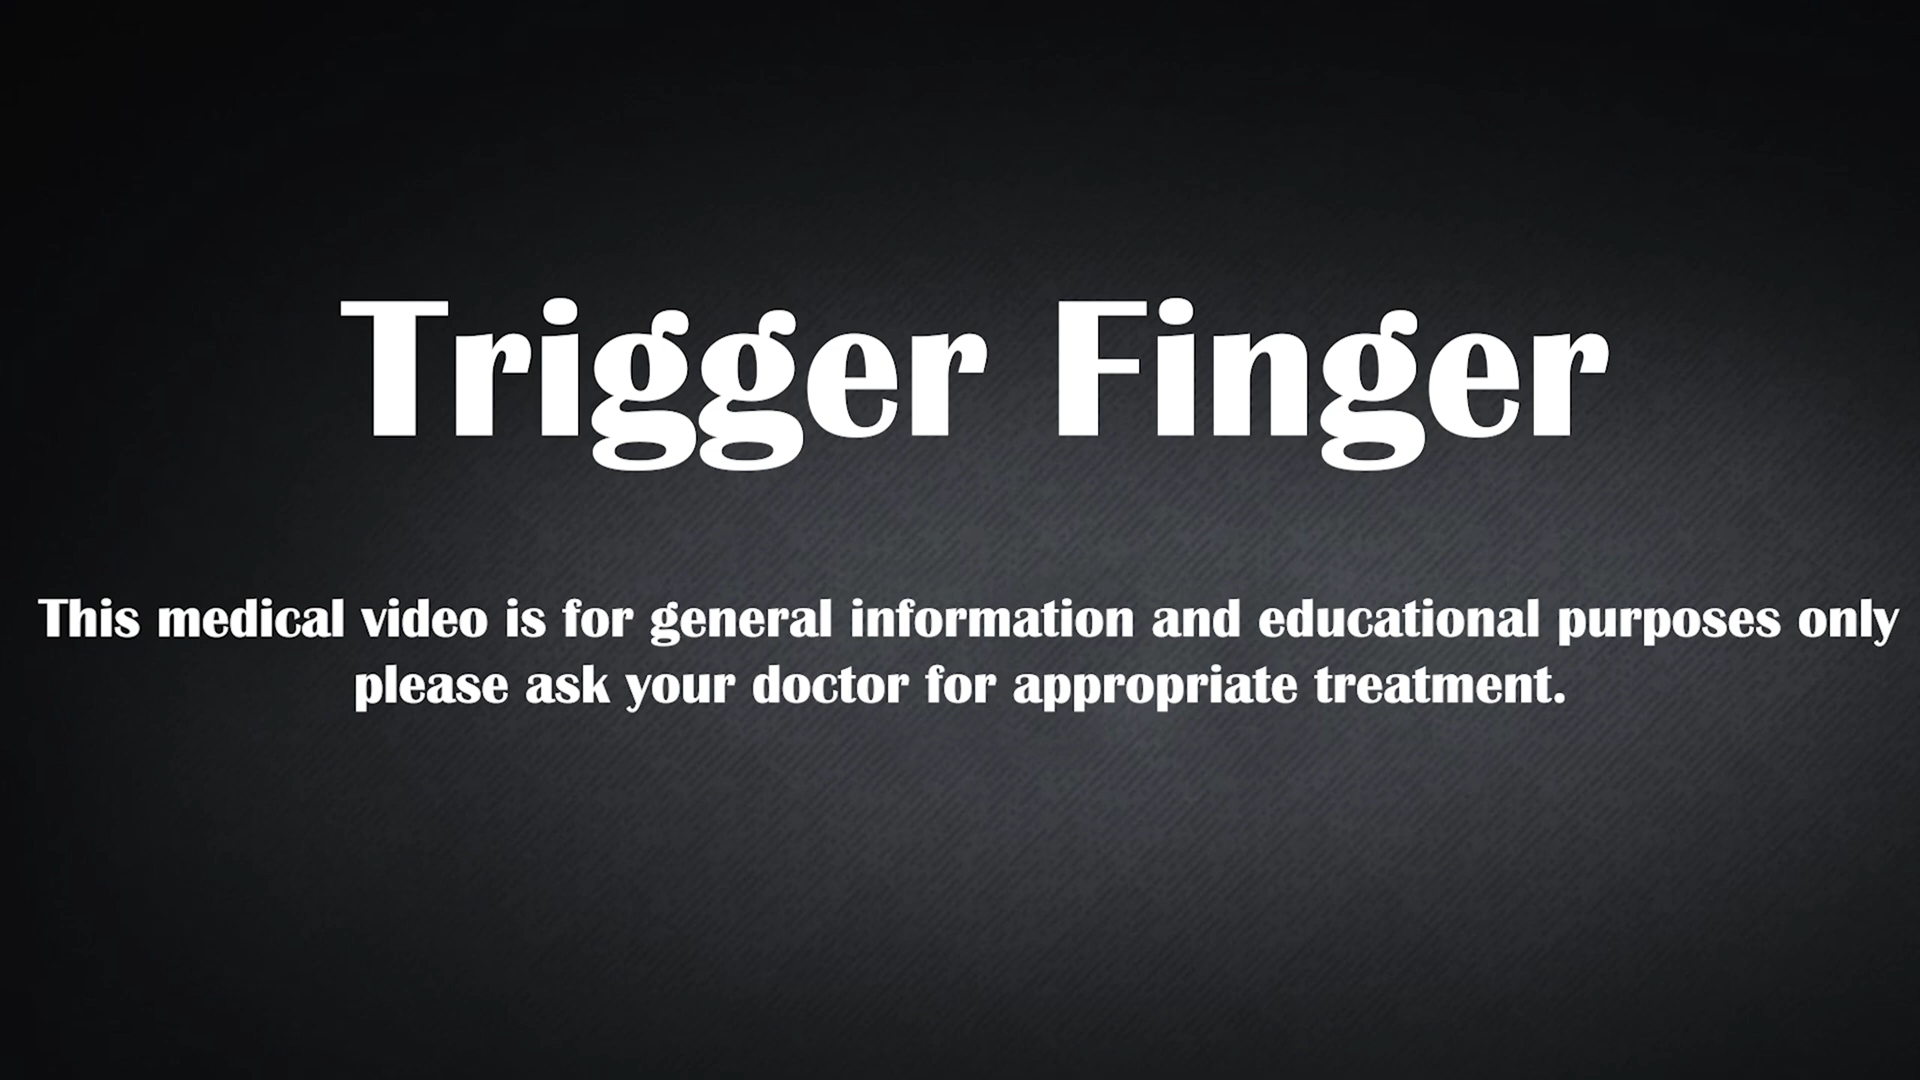 Trigger Finger
This medical video is for general information and educational purposes only
please ask your doctor for appropriate treatment.